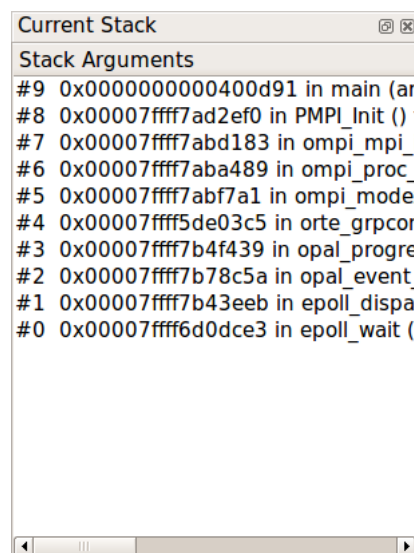 Current Stack
Stack Arguments
#9 0x0000000000400d91 in main (ar
#8 0x00007ffff7ad2ef0 in PMPI_Init ()
#7 0x00007ffff7abd183 in ompi_mpi_
#6 0x00007ffff7aba489 in ompi_proc_
#5 0x00007ffff7abf7a1 in ompi_mode
#4 0x00007ffff5de03c5 in orte_grpcor
#3 0x00007ffff7b4f439 in opal_progre
#2 0x00007ffff7b78c5a in opal_event_
#1 0x00007ffff7b43eeb in epoll_dispa
#0 0x00007ffff6d0dce3 in epoll_wait (